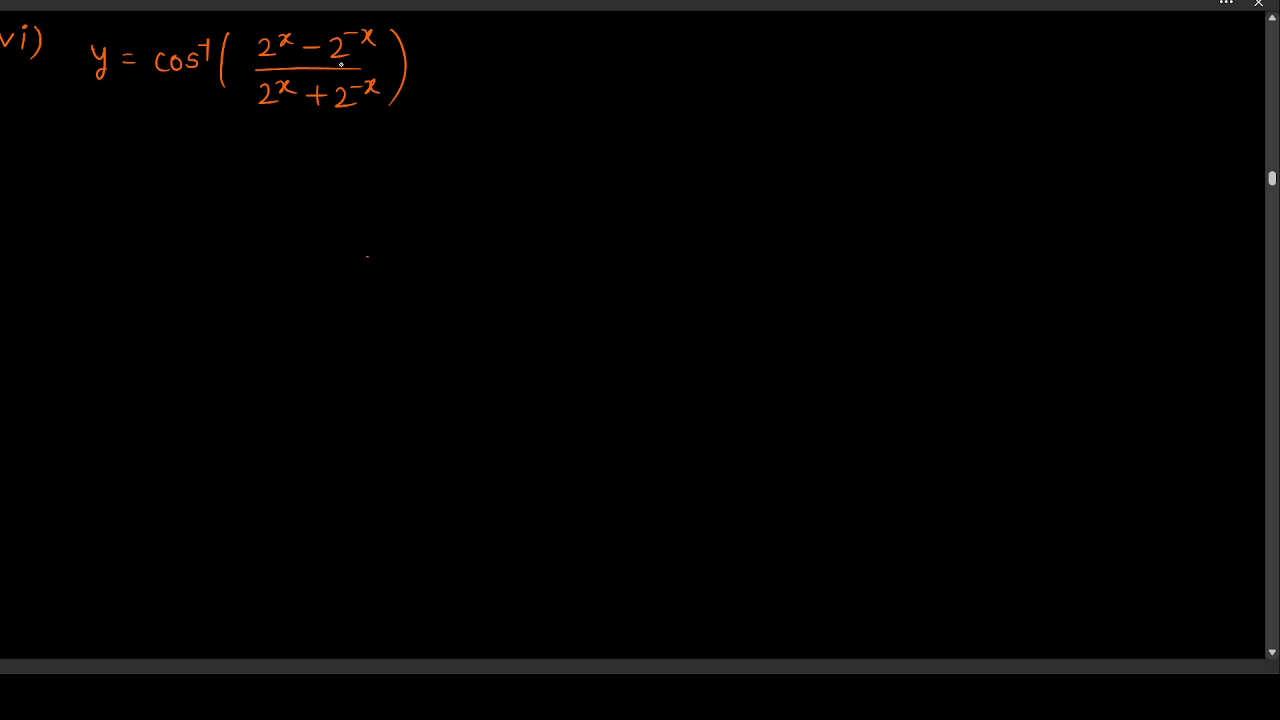 vi) y = cos⁻¹( (2^x − 2^−x) / (2^x + 2^−x) )